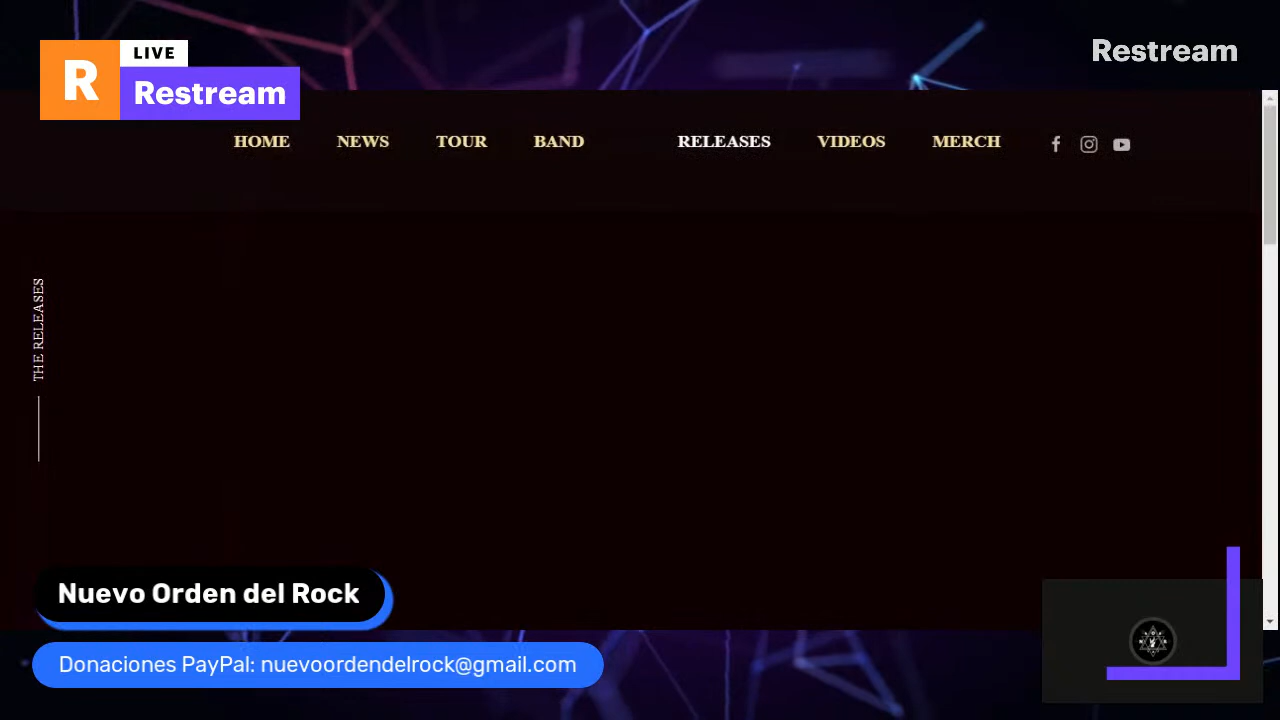 R
LIVE
Restream
Restream
HOME NEWS TOUR BAND RELEASES VIDEOS MERCH
THE RELEASES
Nuevo Orden del Rock
Donaciones PayPal: nuevoordendelrock@gmail.com